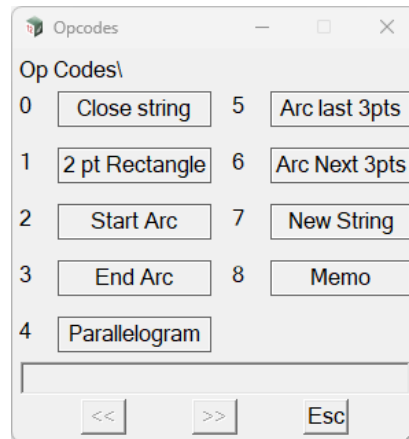 Opcodes
Op Codes\
0 Close string 5 Arc last 3pts
1 2 pt Rectangle 6 Arc Next 3pts
2 Start Arc 7 New String
3 End Arc 8 Memo
4 Parallelogram
<< >> Esc